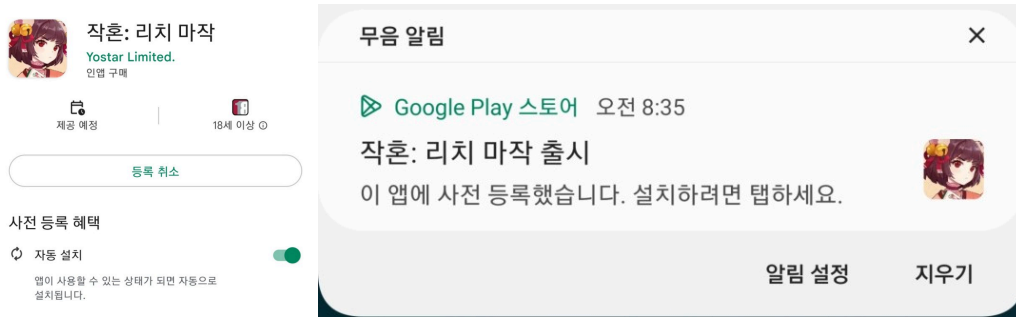 작혼: 리치 마작
Yostar Limited.
인앱 구매
제공 예정
18
18세 이상
등록 취소
사전 등록 혜택
자동 설치
앱이 사용할 수 있는 상태가 되면 자동으로
설치됩니다.
무음 알림
Google Play 스토어 오전 8:35
작혼: 리치 마작 출시
이 앱에 사전 등록했습니다. 설치하려면 탭하세요.
알림 설정 지우기